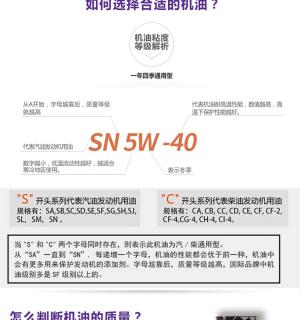 如何选择合适的机油？
机油粘度
等级解析
一年四季通用型
从A开始，字母越靠后，质量等级
就越高
代表机油耐高温性能，数值越高，高
温下保护性能越好。
代表汽油发动机用油
SN 5W -40
数字越小，低温流动性越好，越适合
寒冷地区使用。
表示冬季
"S" 开头系列代表汽油发动机用油
规格有：SA,SB,SC,SD,SE,SF,SG,SH,SJ,
SL，SM，SN 。
"C" 开头系列代表柴油发动机用油
规格有：CA, CB, CC, CD, CE, CF, CF-2,
CF-4,CG-4, CH-4, CI-4。
当 "S" 和 "C" 两个字母同时存在，则表示此机油为汽 / 柴通用型。
从 "SA" 一直到 "SN" ，每递增一个字母，机油的性能都会优于前一种，机油中
会有更多用来保护发动机的添加剂。字母越靠后，质量等级越高，国际品牌中机
油级别多是 SF 级别以上的。
怎么判断机油的质量？